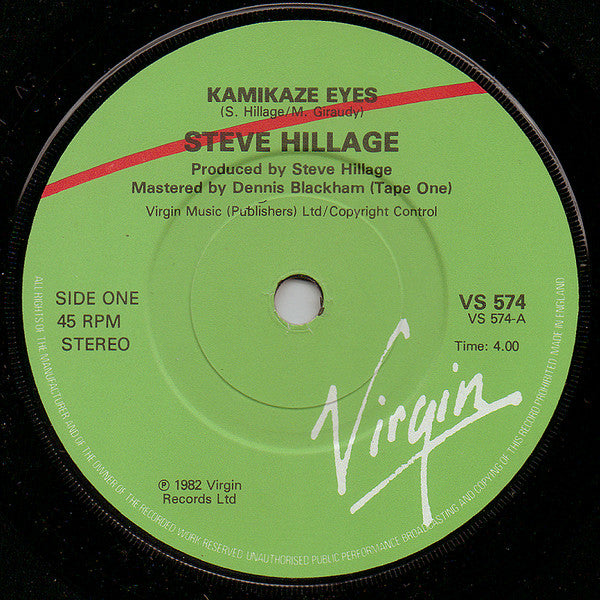 KAMIKAZE EYES
(S. Hillage/M. Giraudy)
STEVE HILLAGE
Produced by Steve Hillage
Mastered by Dennis Blackham (Tape One)
Virgin Music (Publishers) Ltd/Copyright Control
SIDE ONE
45 RPM
STEREO
VS 574
VS 574-A
Time: 4.00
Virgin
℗ 1982 Virgin
Records Ltd
ALL RIGHTS OF THE MANUFACTURER AND OF THE OWNER OF THE RECORDED WORK RESERVED. UNAUTHORISED PUBLIC PERFORMANCE BROADCASTING AND COPYING OF THIS RECORD PROHIBITED. MADE IN ENGLAND